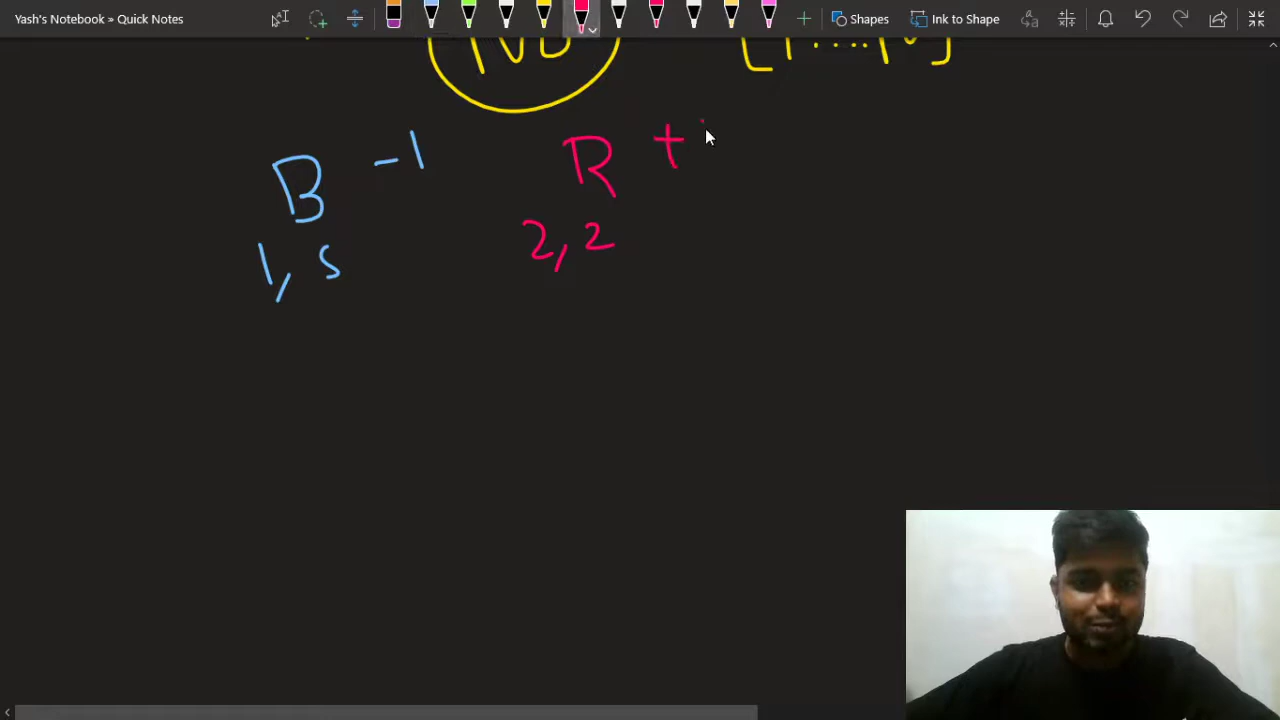 Yash's Notebook » Quick Notes
Shapes
Ink to Shape
B -1
R +
1, 5
2, 2